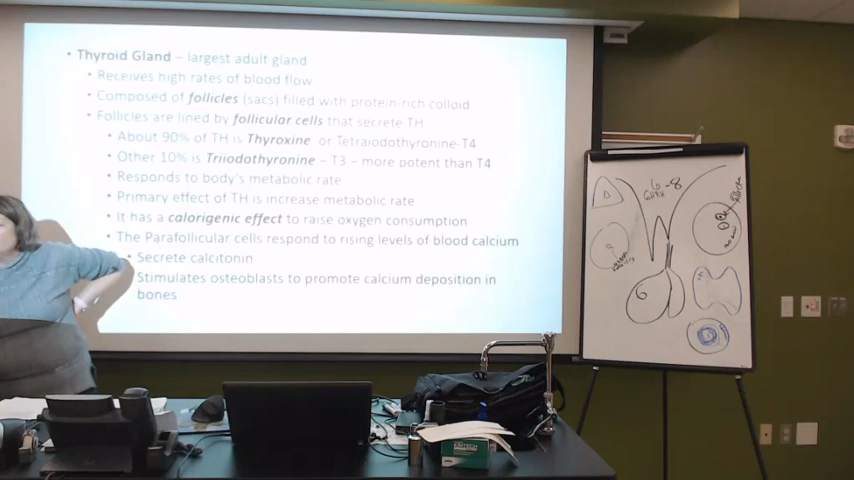 • Thyroid Gland – largest adult gland
• Receives high rates of blood flow
• Composed of follicles (sacs) filled with protein-rich colloid
• Follicles are lined by follicular cells that secrete TH
• About 90% of TH is Thyroxine or Tetraiodothyronine-T4
• Other 10% is Triiodothyronine – T3 – more potent than T4
• Responds to body's metabolic rate
• Primary effect of TH is increase metabolic rate
• It has a calorigenic effect to raise oxygen consumption
• The Parafollicular cells respond to rising levels of blood calcium
• Secrete calcitonin
Stimulates osteoblasts to promote calcium deposition in
bones
6-8
KIMTECH